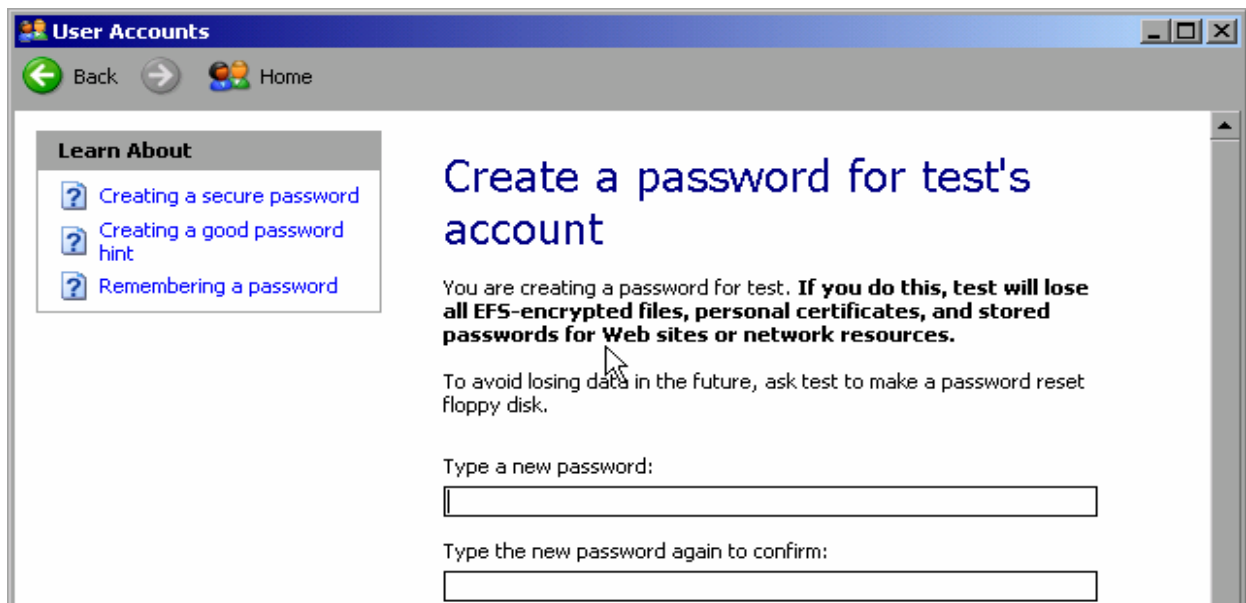 User Accounts
Back
Home
Learn About
Creating a secure password
Creating a good password
hint
Remembering a password
Create a password for test's
account
You are creating a password for test. If you do this, test will lose
all EFS-encrypted files, personal certificates, and stored
passwords for Web sites or network resources.
To avoid losing data in the future, ask test to make a password reset
floppy disk.
Type a new password:
Type the new password again to confirm: